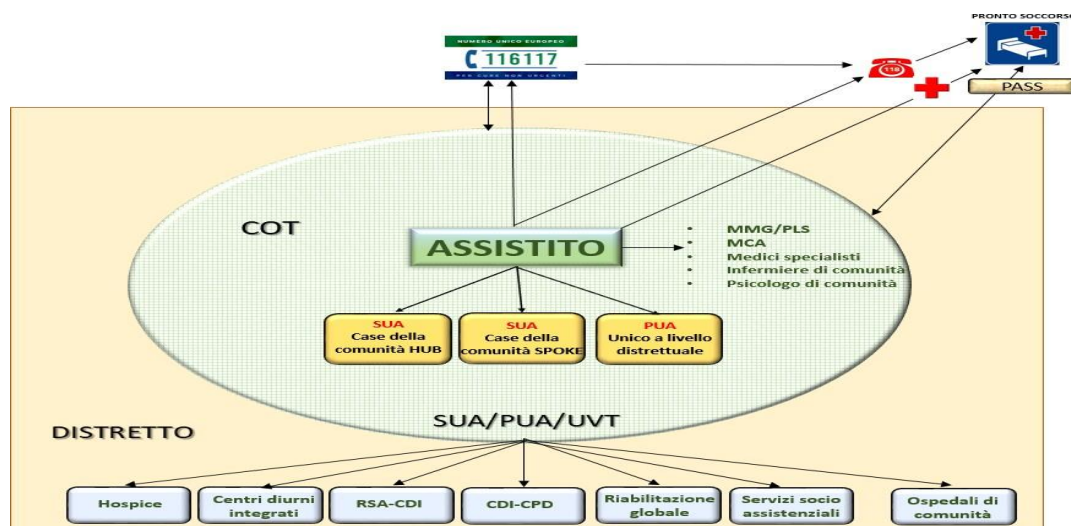 PRONTO SOCCORSO
NUMERO UNICO EUROPEO
116117
PER CURE NON URGENTI
118
PASS
COT
ASSISTITO
• MMG/PLS
• MCA
• Medici specialisti
• Infermiere di comunità
• Psicologo di comunità
SUA
Case della
comunità HUB
SUA
Case della
comunità SPOKE
PUA
Unico a livello
distrettuale
SUA/PUA/UVT
DISTRETTO
Hospice
Centri diurni
integrati
RSA-CDI
CDI-CPD
Riabilitazione
globale
Servizi socio
assistenziali
Ospedali di
comunità